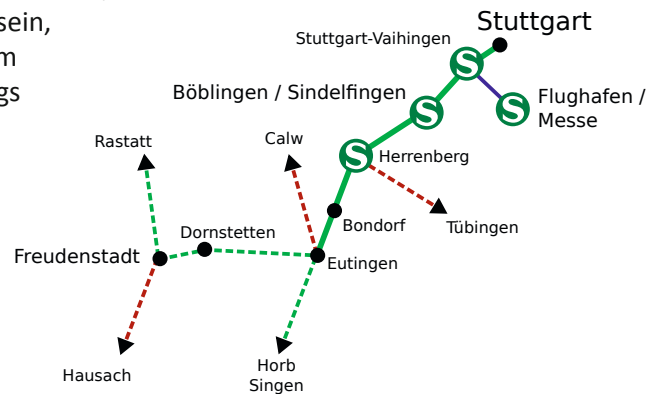 sein,
m
gs
Stuttgart
Stuttgart-Vaihingen
S
Böblingen / Sindelfingen
S
S
Flughafen /
Messe
Rastatt
Calw
S
Herrenberg
Dornstetten
Bondorf
Tübingen
Freudenstadt
Eutingen
Hausach
Horb
Singen